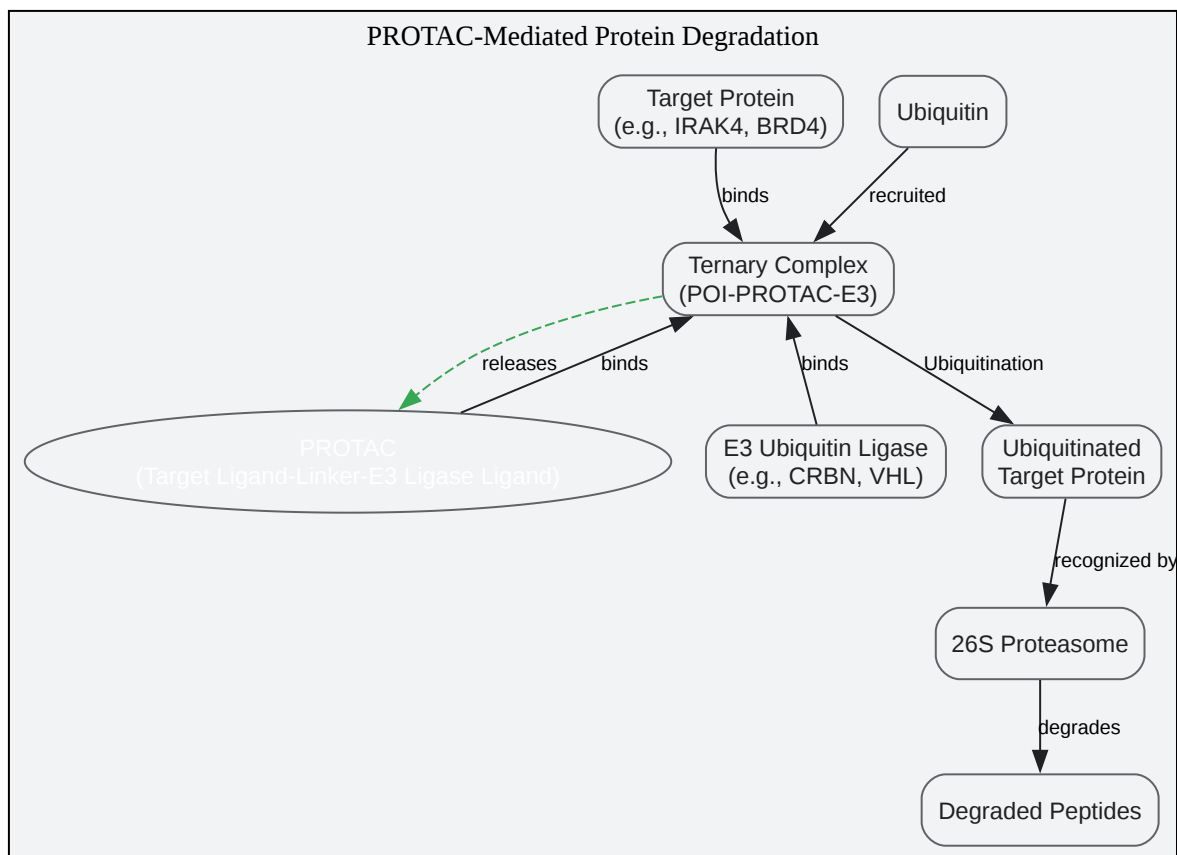 PROTAC-Mediated Protein Degradation
Target Protein
(e.g., IRAK4, BRD4)
Ubiquitin
binds
recruited
Ternary Complex
(POI-PROTAC-E3)
releases
binds
binds
Ubiquitination
PROTAC
(Target Ligand-Linker-E3 Ligase Ligand)
E3 Ubiquitin Ligase
(e.g., CRBN, VHL)
Ubiquitinated
Target Protein
recognized by
26S Proteasome
degrades
Degraded Peptides